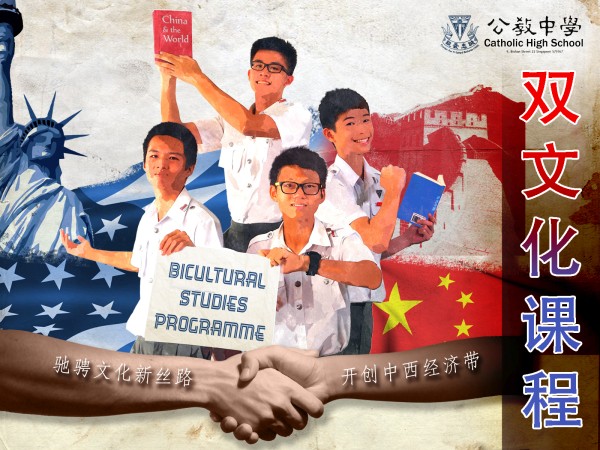 China
& the
World
公教中學
Catholic High School
双文化课程
BICULTURAL
STUDIES
PROGRAMME
驰骋文化新丝路
开创中西经济带